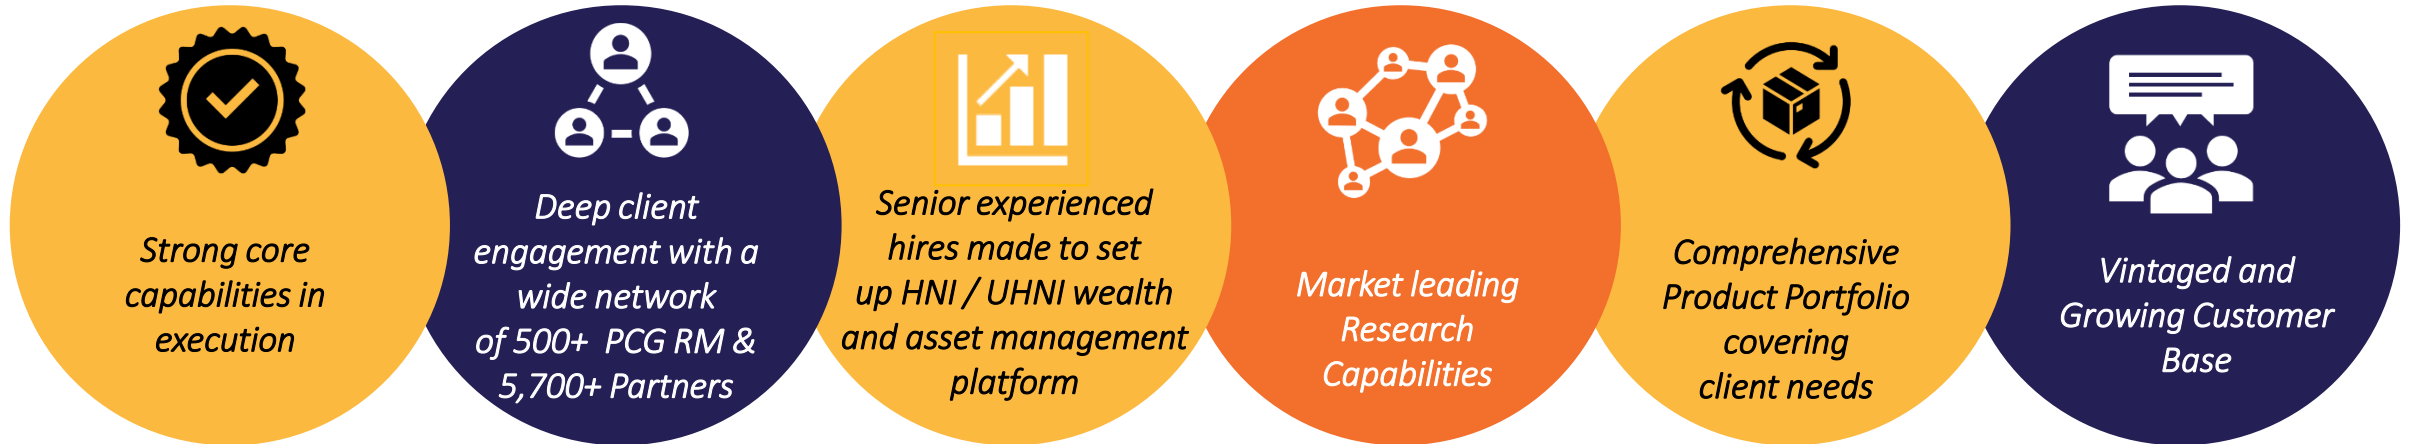 Strong core
capabilities in
execution
Deep client
engagement with a
wide network
of 500+ PCG RM &
5,700+ Partners
Senior experienced
hires made to set
up HNI / UHNI wealth
and asset management
platform
Market leading
Research
Capabilities
Comprehensive
Product Portfolio
covering
client needs
Vintaged and
Growing Customer
Base